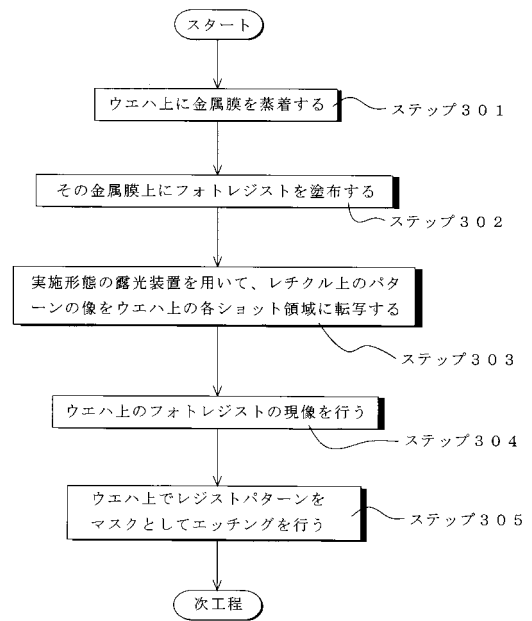 スタート
ウエハ上に金属膜を蒸着する
ステップ301
その金属膜上にフォトレジストを塗布する
ステップ302
実施形態の露光装置を用いて、レチクル上のパタ
ーンの像をウエハ上の各ショット領域に転写する
ステップ303
ウエハ上のフォトレジストの現像を行う
ステップ304
ウエハ上でレジストパターンを
マスクとしてエッチングを行う
ステップ305
次工程